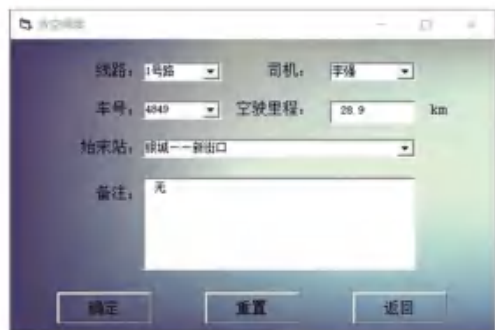 线路： 1号路 司机： 李强
车号： 4849 空驶里程： 28.9 km
始末站： 银城——新出口
备注： 无
确定 重置 返回